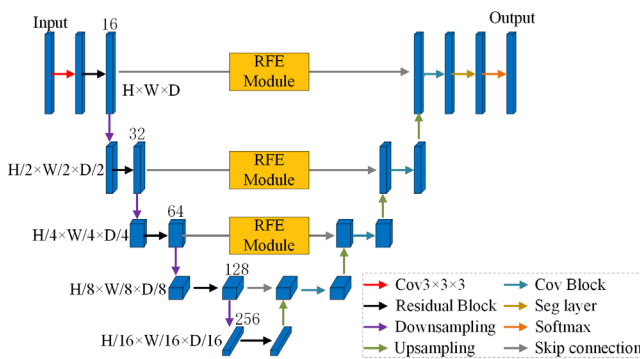 Input
16
Output
RFE
Module
H×W×D
32
H/2×W/2×D/2
RFE
Module
64
H/4×W/4×D/4
RFE
Module
128
H/8×W/8×D/8
256
H/16×W/16×D/16
Cov3×3×3
Cov Block
Residual Block
Seg layer
Downsampling
Softmax
Upsampling
Skip connection